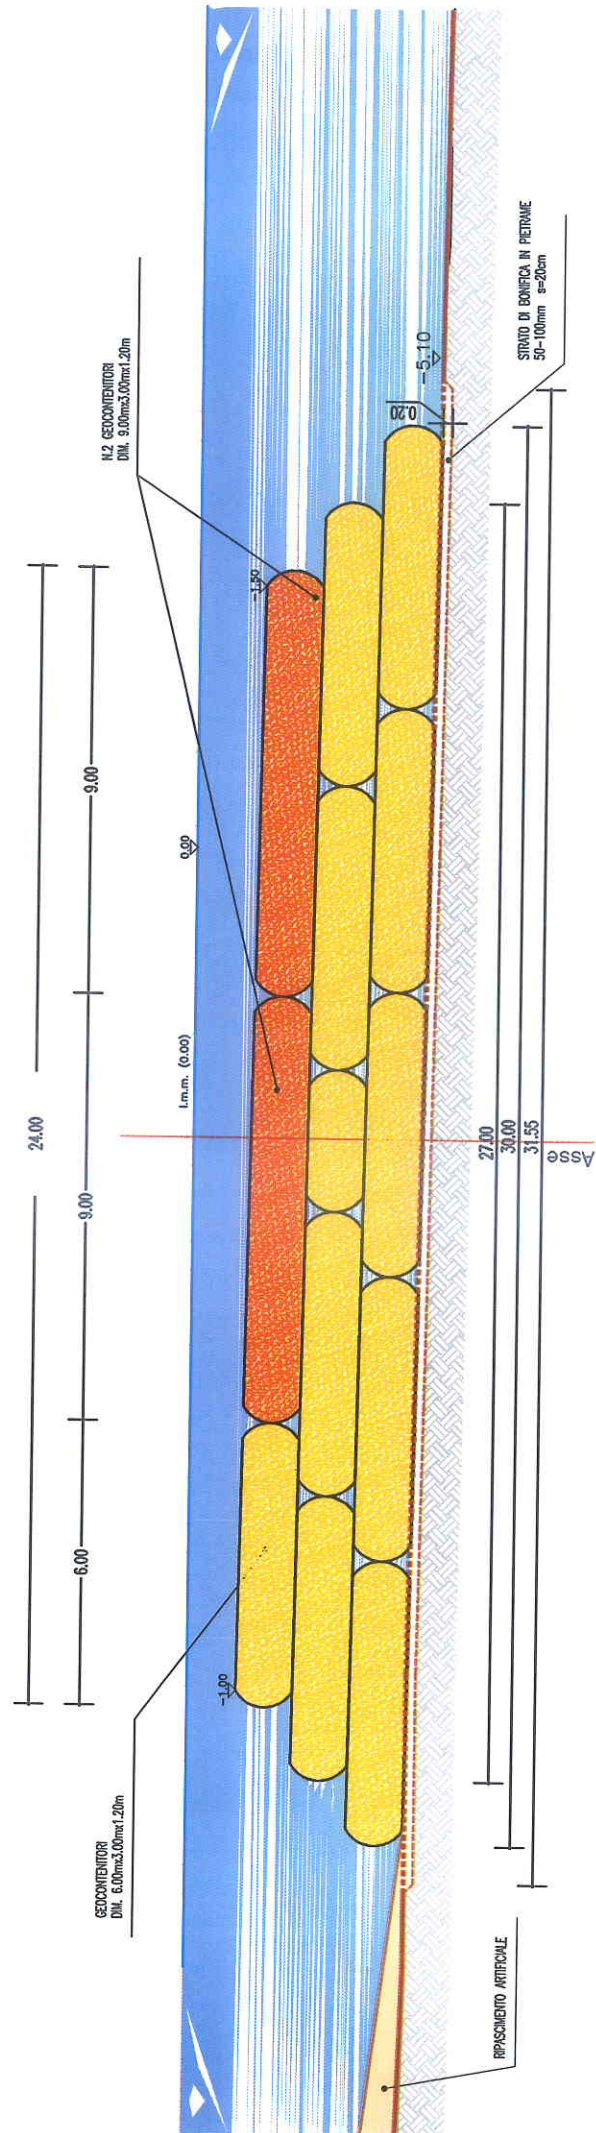 24.00
6.00
9.00
9.00
GEOCONTENITORI
DIM. 6.00mx3.00mx1.20m
N.2 GEOCONTENITORI
DIM. 9.00mx3.00mx1.20m
l.m.m. (0.00)
0.00
-1.00
-1.50
0.20
-5.10
STRATO DI BONIFICA IN PIETRAME
50-100mm s=20cm
RIPASCIMENTO ARTIFICIALE
27.00
30.00
31.55
Asse